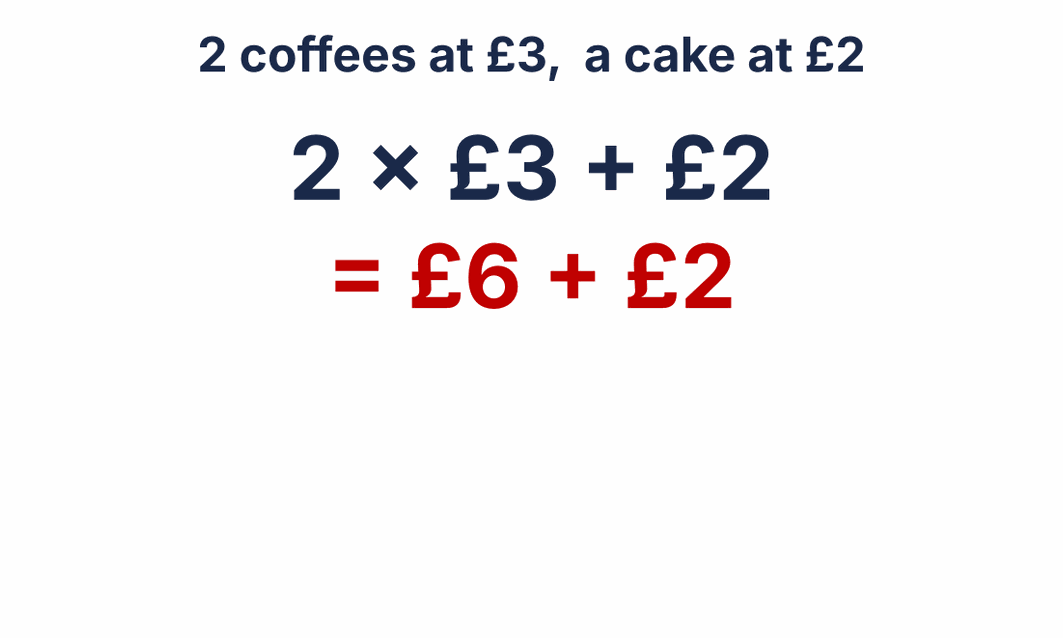 2 coffees at £3, a cake at £2
2 × £3 + £2
= £6 + £2